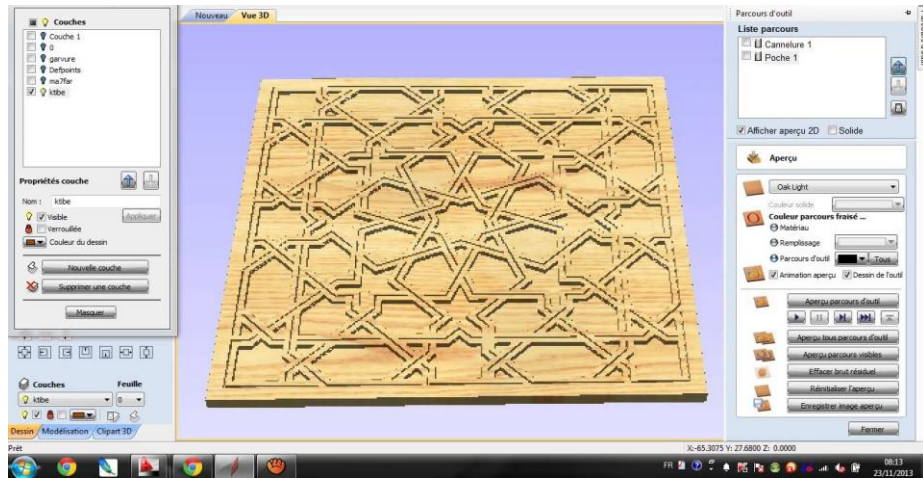 Couches
Couche 1
0
garvure
Defpoints
ma7far
ktibe
Propriétés couche
Nom : ktibe
Visible
Appliquer
Verrouillée
Couleur du dessin
Nouvelle couche
Supprimer une couche
Masquer
Couches Feuille
ktibe 0
Dessin Modélisation Clipart 3D
Prêt
Nouveau Vue 3D
Parcours d'outil
Liste parcours
Cannelure 1
Poche 1
Afficher aperçu 2D Solide
Aperçu
Oak Light
Couleur solide
Couleur parcours fraisé ...
Matériau
Remplissage
Parcours d'outil Tous
Animation aperçu Dessin de l'outil
Aperçu parcours d'outil
Aperçu tous parcours d'outil
Aperçu parcours visibles
Effacer brut résiduel
Réinitialiser l'aperçu
Enregistrer image aperçu
Fermer
X:-65.3075 Y: 27.6800 Z: 0.0000
FR
08:13
23/11/2013